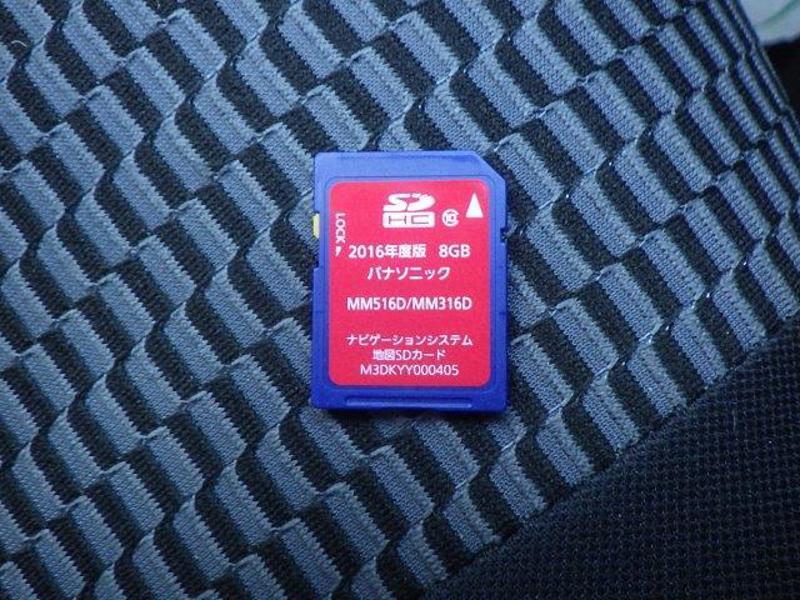 SD
HC ⑩
LOCK
2016年度版 8GB
パナソニック
MM516D/MM316D
ナビゲーションシステム
地図SDカード
M3DKYY000405